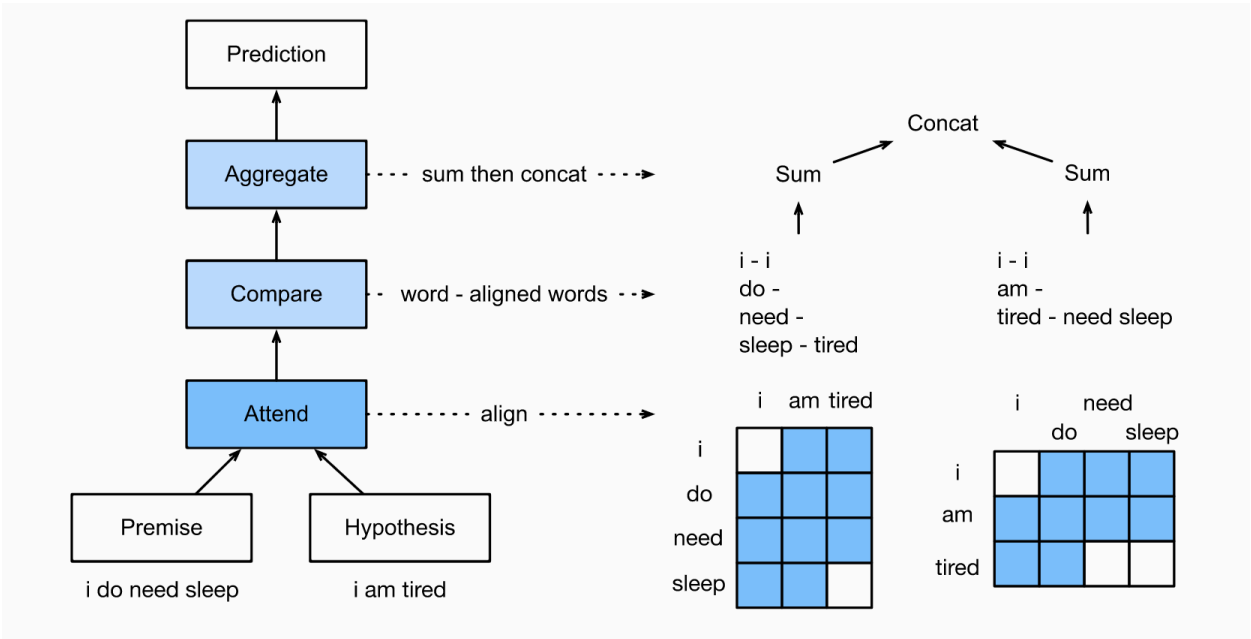 Prediction
Aggregate
sum then concat
Compare
word - aligned words
Attend
align
Premise
Hypothesis
i do need sleep
i am tired
Concat
Sum
Sum
i - i
do -
need -
sleep - tired
i - i
am -
tired - need sleep
i am tired
i
do
need
sleep
i need
do sleep
i
am
tired